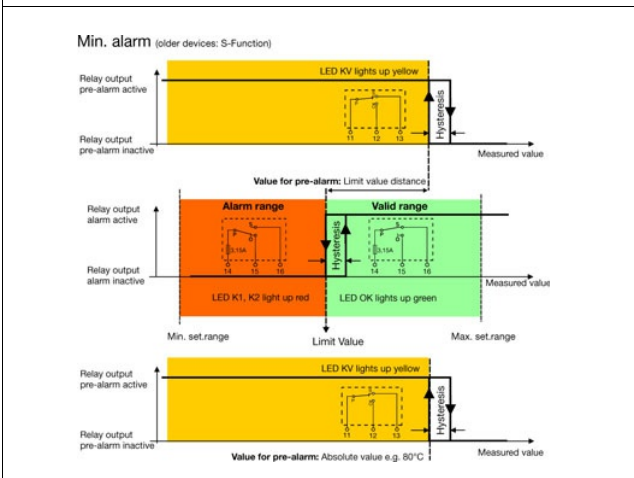 Min. alarm (older devices: S-Function)
LED KV lights up yellow
Relay output
pre-alarm active
Hysteresis
11 12 13
Relay output
pre-alarm inactive
Measured value
Value for pre-alarm: Limit value distance
Alarm range
Valid range
Relay output
alarm active
3,15A
Hysteresis
3,15A
14 15 16
14 15 16
Relay output
alarm inactive
Measured value
LED K1, K2 light up red
LED OK lights up green
Min. set.range
Limit Value
Max. set.range
LED KV lights up yellow
Relay output
pre-alarm active
Hysteresis
11 12 13
Relay output
pre-alarm inactive
Measured value
Value for pre-alarm: Absolute value e.g. 80°C